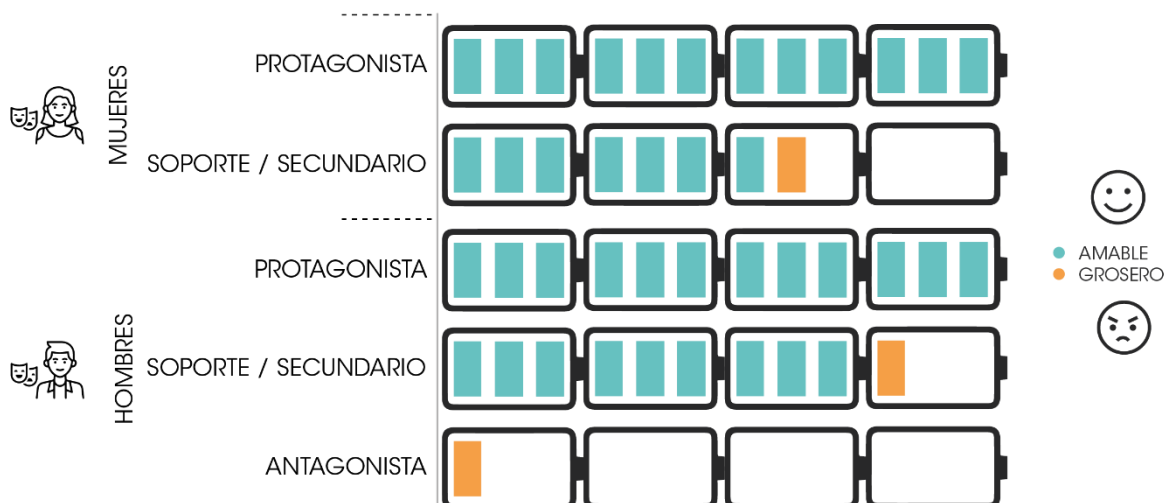 MUJERES
PROTAGONISTA
SOPORTE / SECUNDARIO
HOMBRES
PROTAGONISTA
SOPORTE / SECUNDARIO
ANTAGONISTA
AMABLE
GROSERO